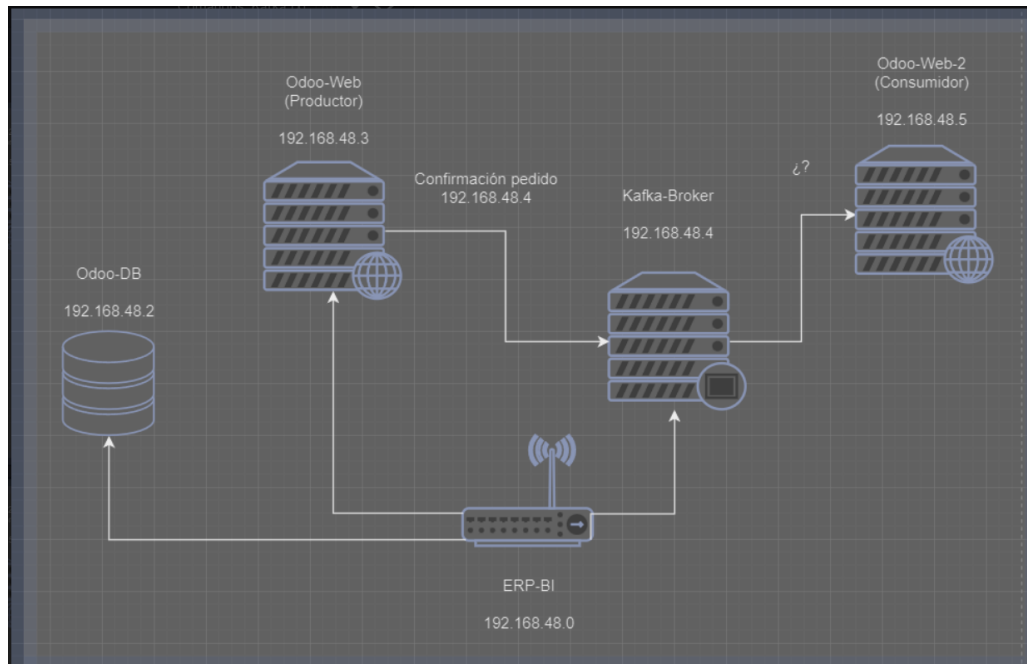 Odoo-Web
(Productor)
192.168.48.3
Odoo-Web-2
(Consumidor)
192.168.48.5
Confirmación pedido
192.168.48.4
¿?
Kafka-Broker
192.168.48.4
Odoo-DB
192.168.48.2
ERP-BI
192.168.48.0